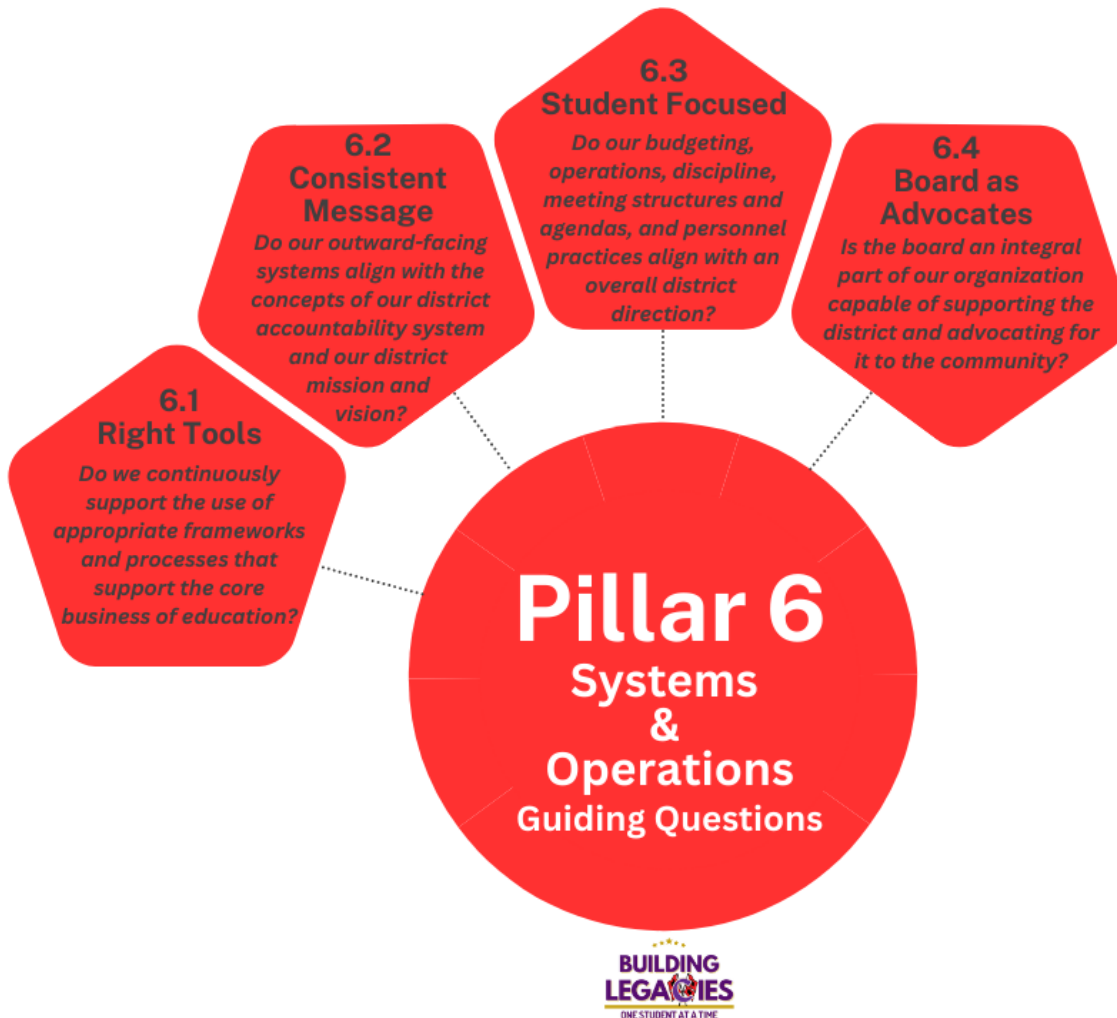 6.1
Right Tools
Do we continuously
support the use of
appropriate frameworks
and processes that
support the core
business of education?
6.2
Consistent
Message
Do our outward-facing
systems align with the
concepts of our district
accountability system
and our district
mission and
vision?
6.3
Student Focused
Do our budgeting,
operations, discipline,
meeting structures and
agendas, and personnel
practices align with an
overall district
direction?
6.4
Board as
Advocates
Is the board an integral
part of our organization
capable of supporting the
district and advocating for
it to the community?
Pillar 6
Systems
&
Operations
Guiding Questions
BUILDING
LEGACIES
ONE STUDENT AT A TIME